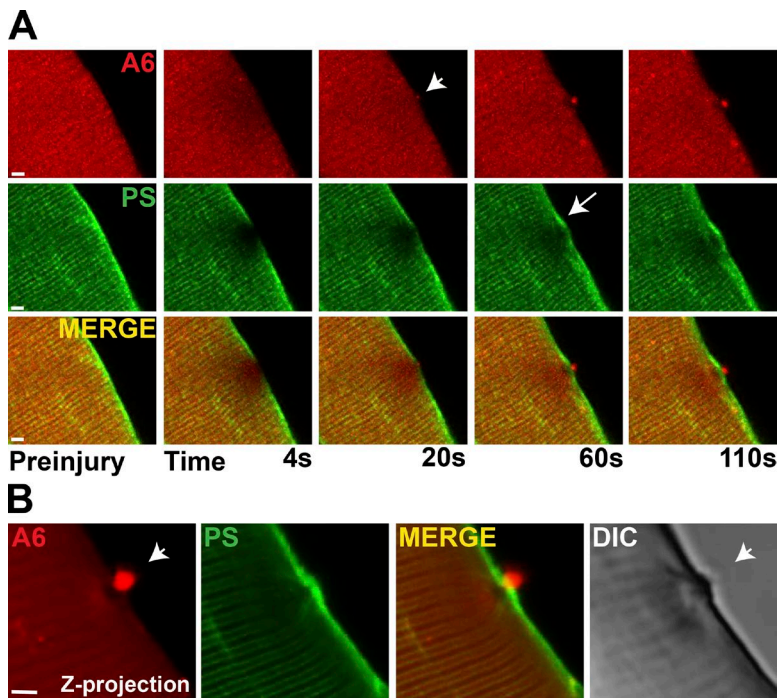 A
A6
PS
MERGE
Preinjury Time 4s 20s 60s 110s
B
A6 PS MERGE DIC
Z-projection